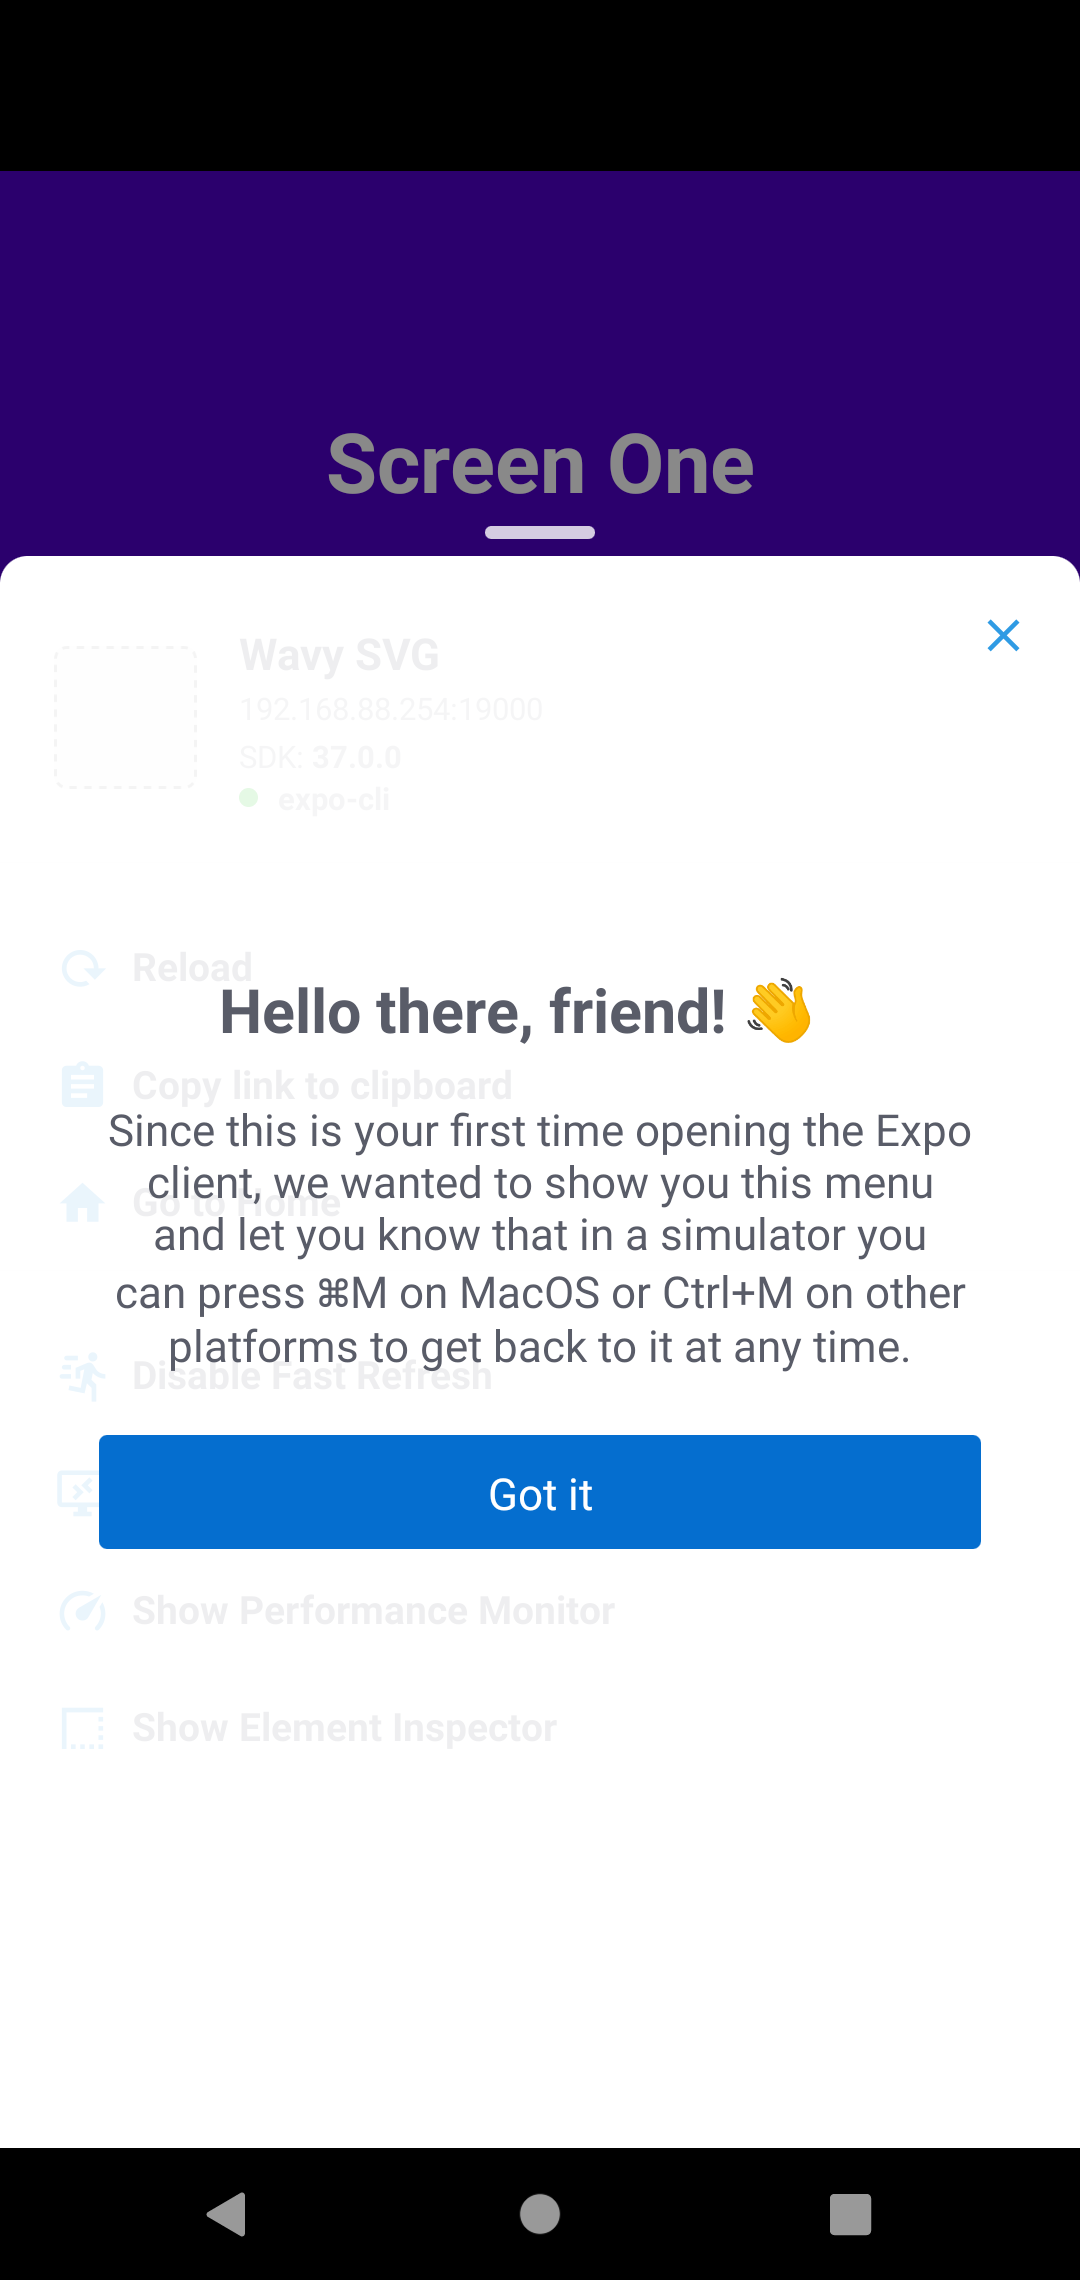 Screen One
Wavy SVG
192.168.88.254:19000
SDK: 37.0.0
expo-cli
Reload
Hello there, friend! 👋
Copy link to clipboard
Since this is your first time opening the Expo
client, we wanted to show you this menu
Go to Home
and let you know that in a simulator you
can press ⌘M on MacOS or Ctrl+M on other
platforms to get back to it at any time.
Disable Fast Refresh
Got it
Show Performance Monitor
Show Element Inspector